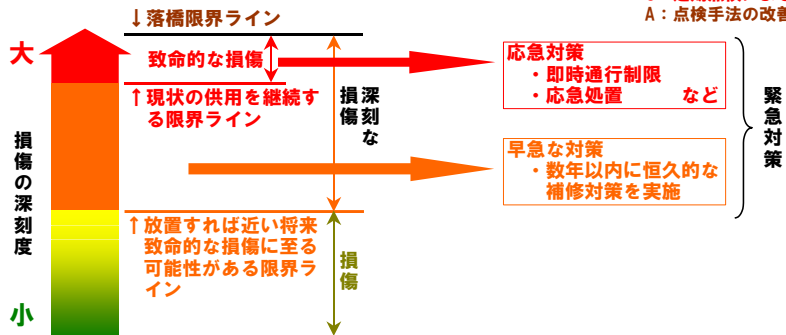 A：点検手法の改善
↓落橋限界ライン
大
致命的な損傷
↑現状の供用を継続す
る限界ライン
深刻な
損傷
応急対策
・即時通行制限
・応急処置　など
早急な対策
・数年以内に恒久的な
補修対策を実施
緊急対策
損傷の深刻度
↑放置すれば近い将来
致命的な損傷に至る
可能性がある限界ラ
イン
損傷
小